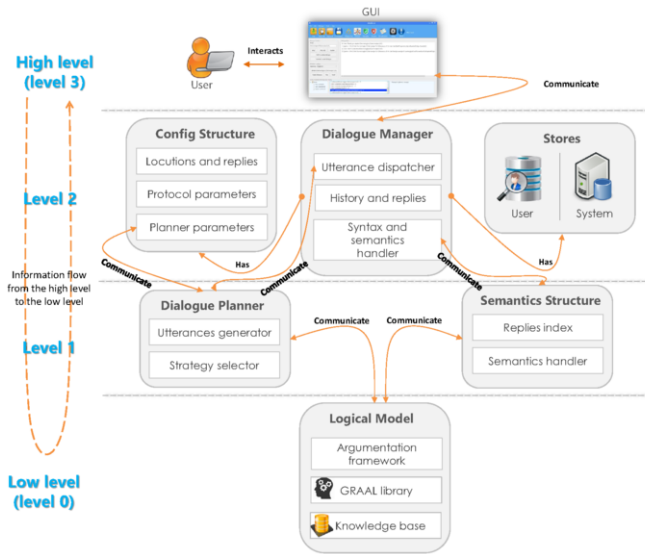 GUI
Interacts
User
High level
(level 3)
Communicate
Config Structure
Locutions and replies
Protocol parameters
Planner parameters
Dialogue Manager
Utterance dispatcher
History and replies
Syntax and
semantics
handler
Stores
User
System
Level 2
Has
Has
Communicate
Communicate
Communicate
Information flow
from the high level
to the low level
Dialogue Planner
Utterances generator
Strategy selector
Communicate
Communicate
Semantics Structure
Replies index
Semantics handler
Level 1
Logical Model
Argumentation
framework
GRAAL library
Knowledge base
Low level
(level 0)